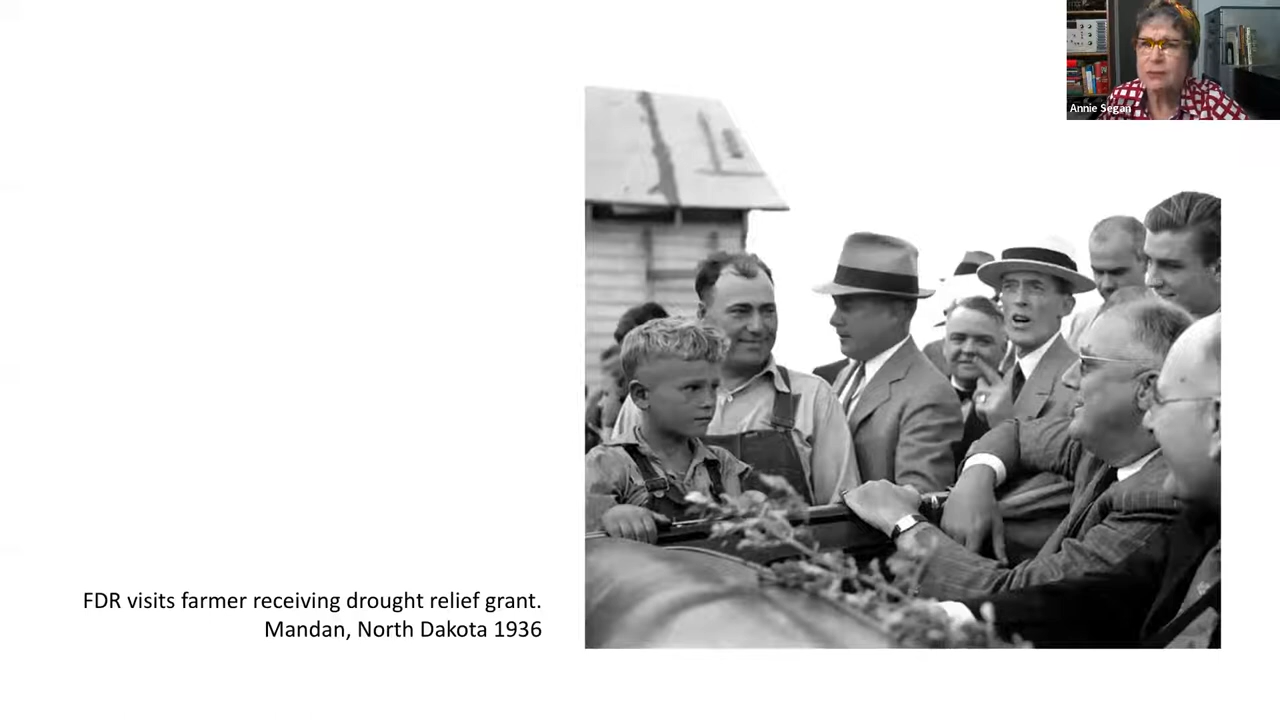 Annie Segan
FDR visits farmer receiving drought relief grant.
Mandan, North Dakota 1936